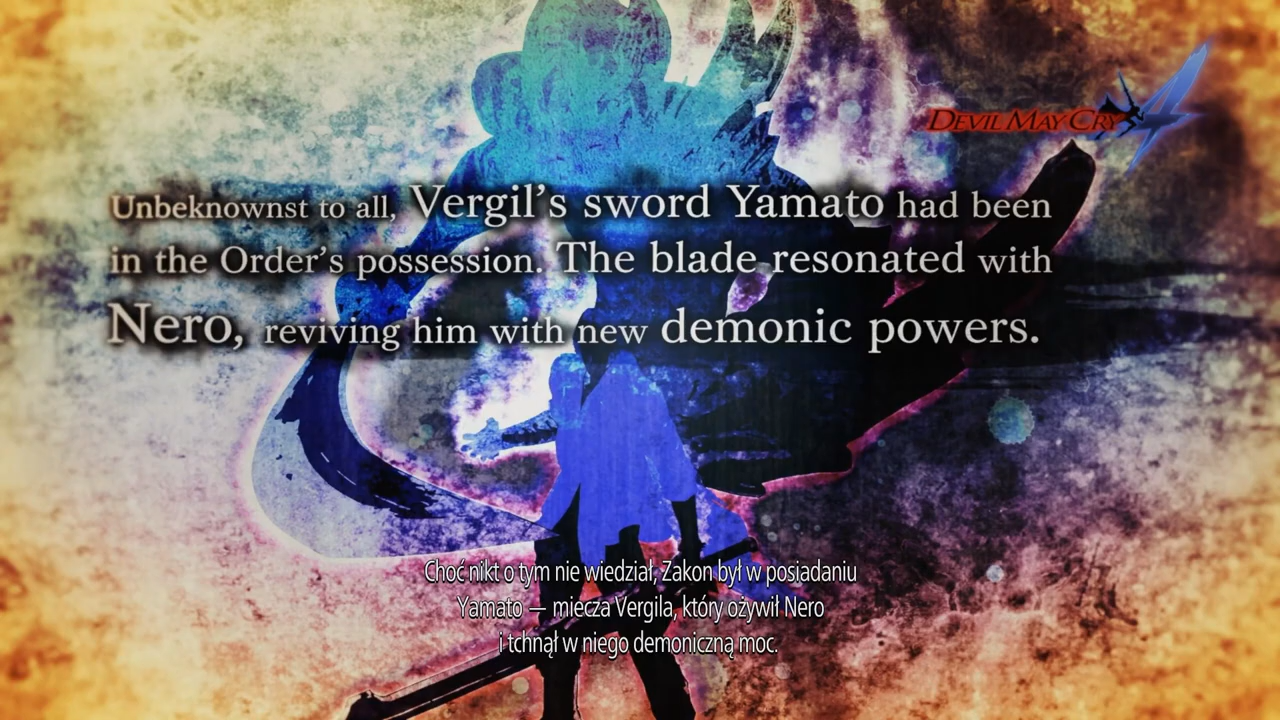 DEVIL MAY CRY 4
Unbeknownst to all, Vergil's sword Yamato had been
in the Order's possession. The blade resonated with
Nero, reviving him with new demonic powers.
Choć nikt o tym nie wiedział, Zakon był w posiadaniu
Yamato — miecza Vergila, który ożywił Nero
i tchnął w niego demoniczną moc.